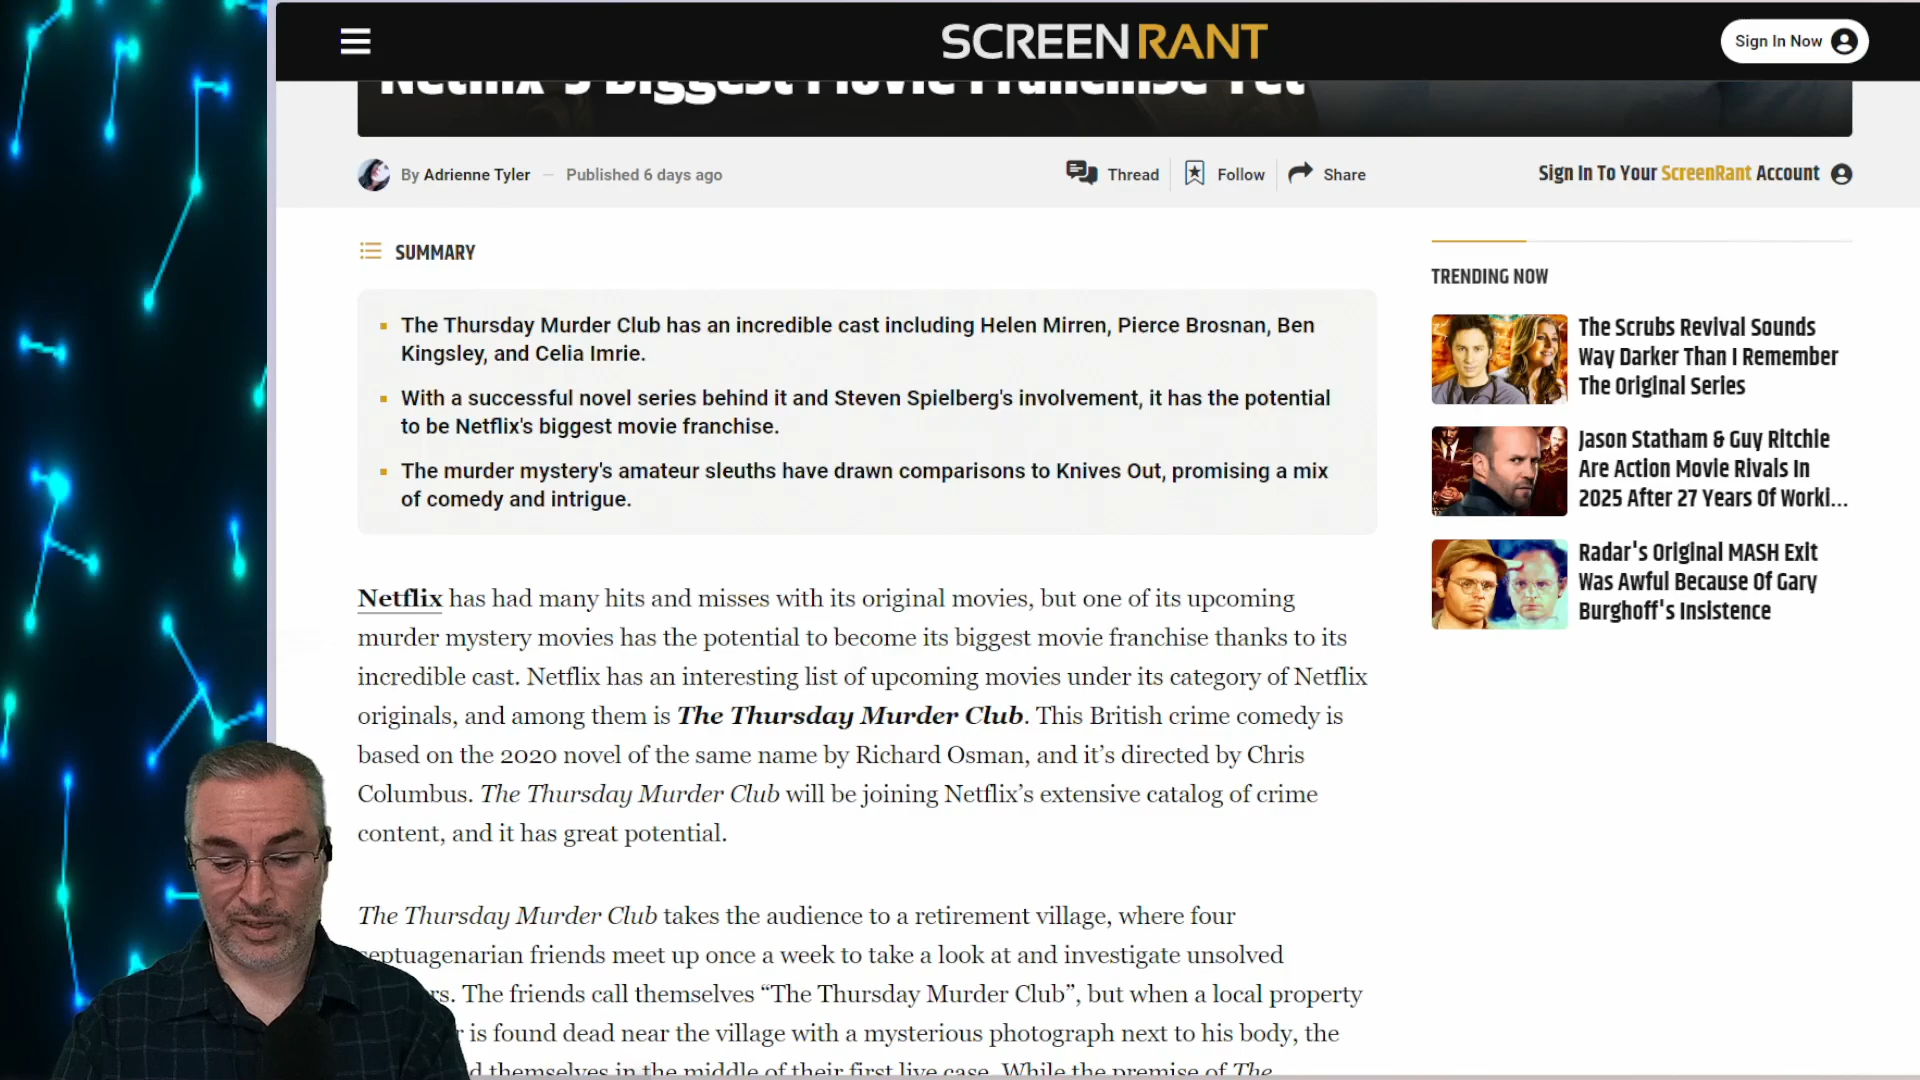 SCREENRANT
Sign In Now
Netflix's Biggest Movie Franchise Yet
By Adrienne Tyler — Published 6 days ago
Thread
Follow
Share
Sign In To Your ScreenRant Account
SUMMARY
The Thursday Murder Club has an incredible cast including Helen Mirren, Pierce Brosnan, Ben
Kingsley, and Celia Imrie.
With a successful novel series behind it and Steven Spielberg's involvement, it has the potential
to be Netflix's biggest movie franchise.
The murder mystery's amateur sleuths have drawn comparisons to Knives Out, promising a mix
of comedy and intrigue.
Netflix has had many hits and misses with its original movies, but one of its upcoming
murder mystery movies has the potential to become its biggest movie franchise thanks to its
incredible cast. Netflix has an interesting list of upcoming movies under its category of Netflix
originals, and among them is The Thursday Murder Club. This British crime comedy is
based on the 2020 novel of the same name by Richard Osman, and it’s directed by Chris
Columbus. The Thursday Murder Club will be joining Netflix’s extensive catalog of crime
content, and it has great potential.
The Thursday Murder Club takes the audience to a retirement village, where four
septuagenarian friends meet up once a week to take a look at and investigate unsolved
The friends call themselves “The Thursday Murder Club”, but when a local property
is found dead near the village with a mysterious photograph next to his body, the
themselves in the middle of their first live case. While the premise of The
TRENDING NOW
The Scrubs Revival Sounds
Way Darker Than I Remember
The Original Series
Jason Statham & Guy Ritchie
Are Action Movie Rivals In
2025 After 27 Years Of Worki...
Radar's Original MASH Exit
Was Awful Because Of Gary
Burghoff's Insistence